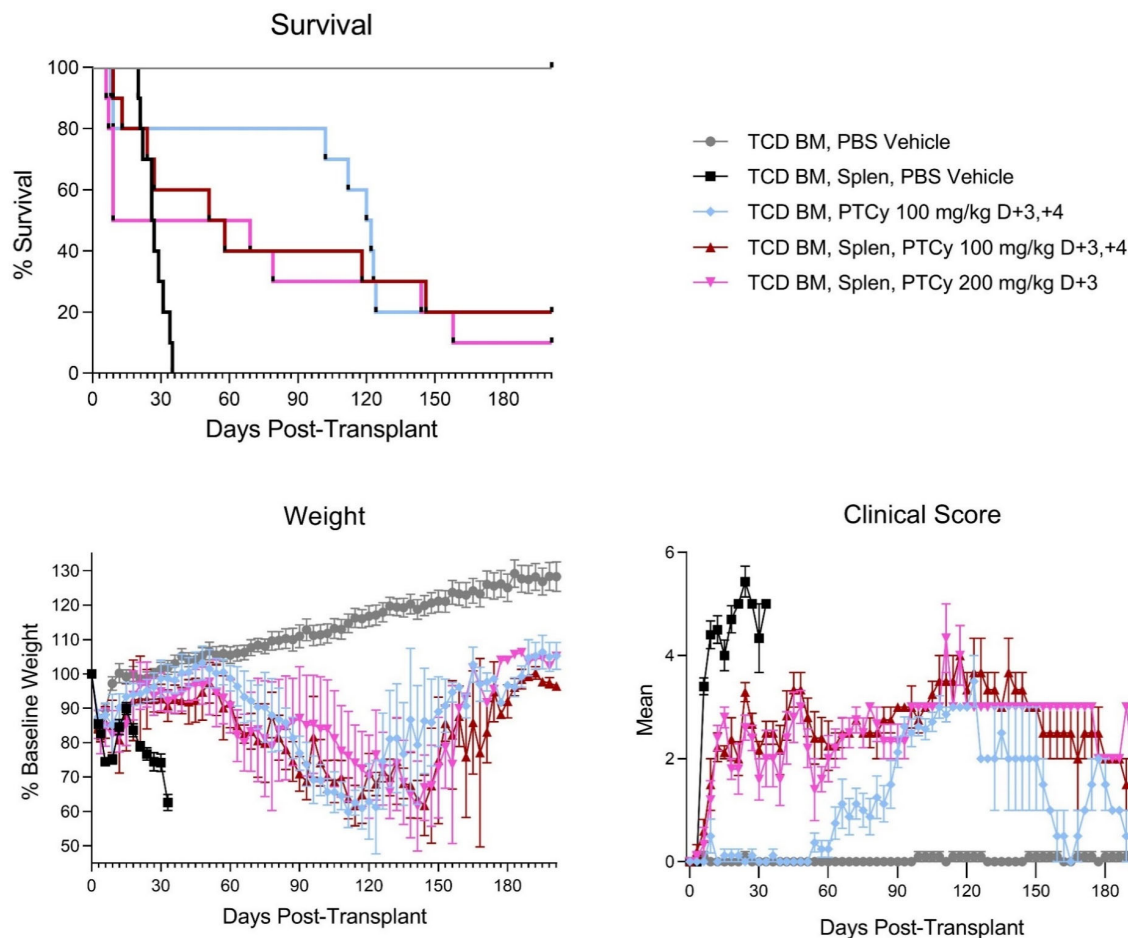 Survival
% Survival
100
80
60
40
20
0
0 30 60 90 120 150 180
Days Post-Transplant
TCD BM, PBS Vehicle
TCD BM, Splen, PBS Vehicle
TCD BM, PTCy 100 mg/kg D+3,+4
TCD BM, Splen, PTCy 100 mg/kg D+3,+4
TCD BM, Splen, PTCy 200 mg/kg D+3
Weight
% Baseline Weight
130
120
110
100
90
80
70
60
50
0 30 60 90 120 150 180
Days Post-Transplant
Clinical Score
Mean
6
4
2
0
0 30 60 90 120 150 180
Days Post-Transplant